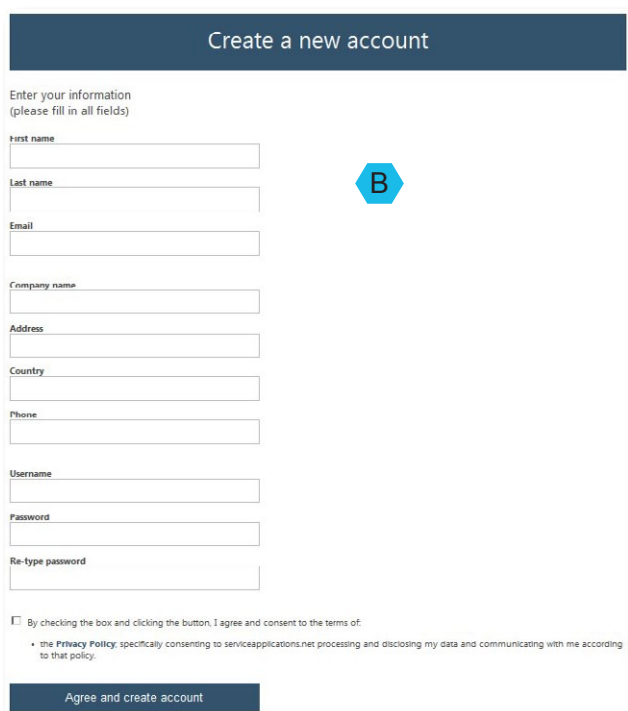 Create a new account
Enter your information
(please fill in all fields)
First name
B
Last name
Email
Company name
Address
Country
Phone
Username
Password
Re-type password
By checking the box and clicking the button, I agree and consent to the terms of:
• the Privacy Policy; specifically consenting to serviceapplications.net processing and disclosing my data and communicating with me according
to that policy.
Agree and create account